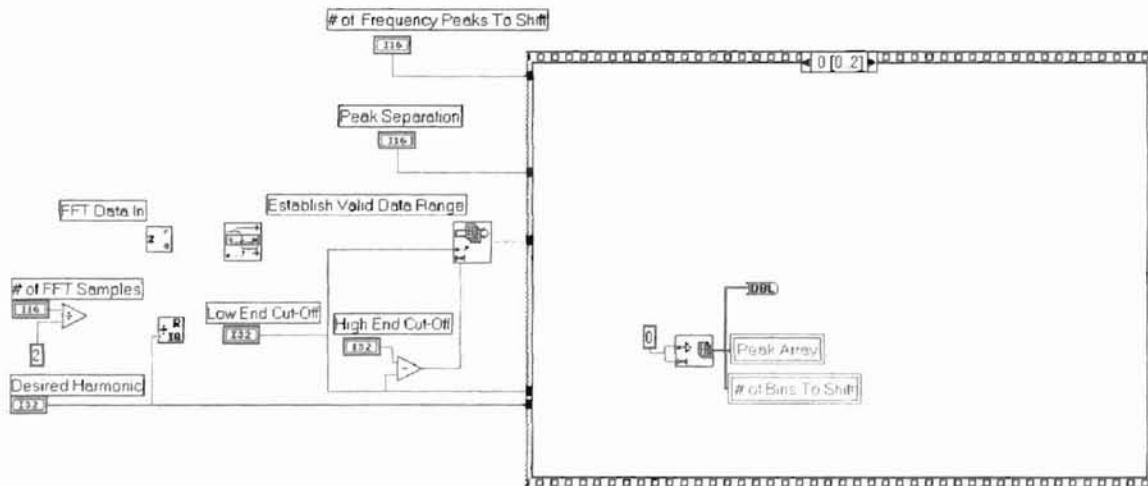 # of Frequency Peaks To Shift
I16
0 [0..2]
Peak Separation
I16
FFT Data In
Establish Valid Data Range
# of FFT Samples
I16
2
R
IQ
Low End Cut-Off
I32
High End Cut-Off
I32
Desired Harmonic
I32
DBL
0
Peak Array
# of Bins To Shift